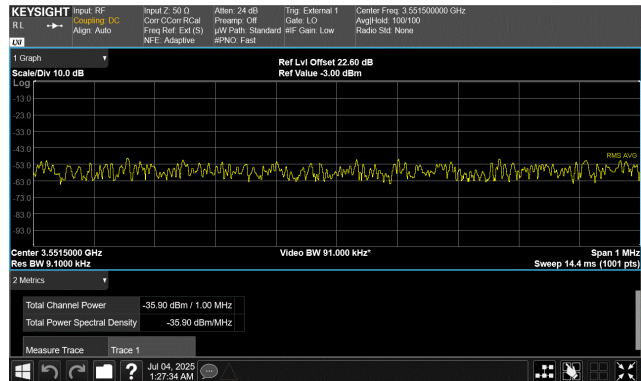 KEYSIGHT Input: RF Input Z: 50 Ω Atten: 24 dB Trig: External 1 Center Freq: 3.551500000 GHz
RL Coupling: DC Corr CCorr RCal Preamp: Off Gate: LO Avg|Hold: 100/100
Align: Auto Freq Ref: Ext (S) µW Path: Standard #IF Gain: Low Radio Std: None
LXI NFE: Adaptive #PNO: Fast
1 Graph
Ref Lvl Offset 22.60 dB
Scale/Div 10.0 dB Ref Value -3.00 dBm
Log
-13.0
-23.0
-33.0
-43.0
RMS AVG
-53.0
-63.0
-73.0
-83.0
-93.0
Center 3.5515000 GHz Video BW 91.000 kHz* Span 1 MHz
Res BW 9.1000 kHz Sweep 14.4 ms (1001 pts)
2 Metrics
Total Channel Power -35.90 dBm / 1.00 MHz
Total Power Spectral Density -35.90 dBm/MHz
Measure Trace Trace 1
? Jul 04, 2025
1:27:34 AM